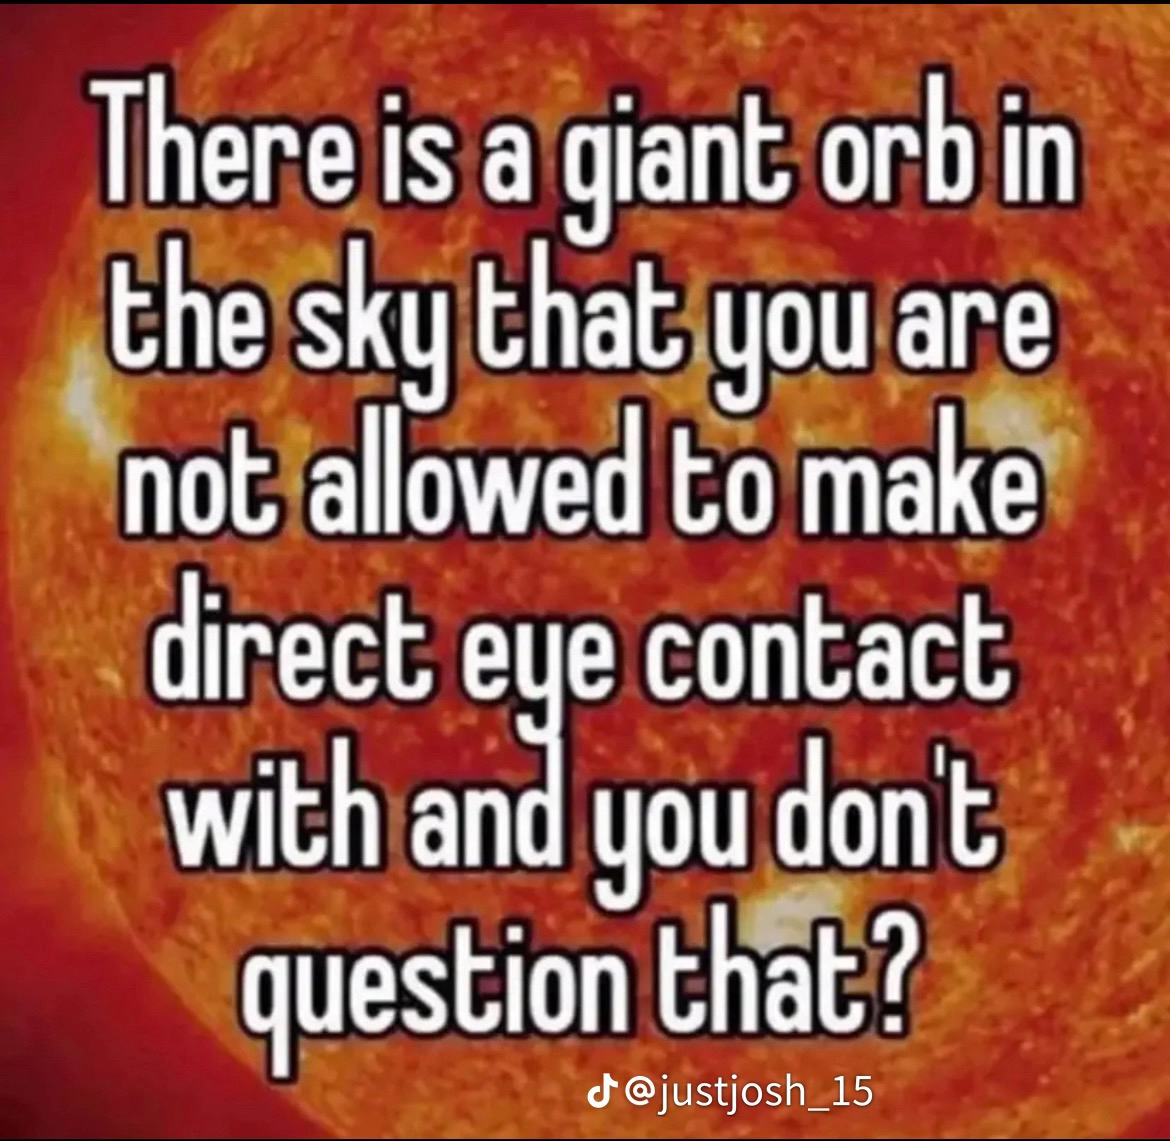 There is a giant orb in
the sky that you are
not allowed to make
direct eye contact
with and you don't
question that?
@justjosh_15